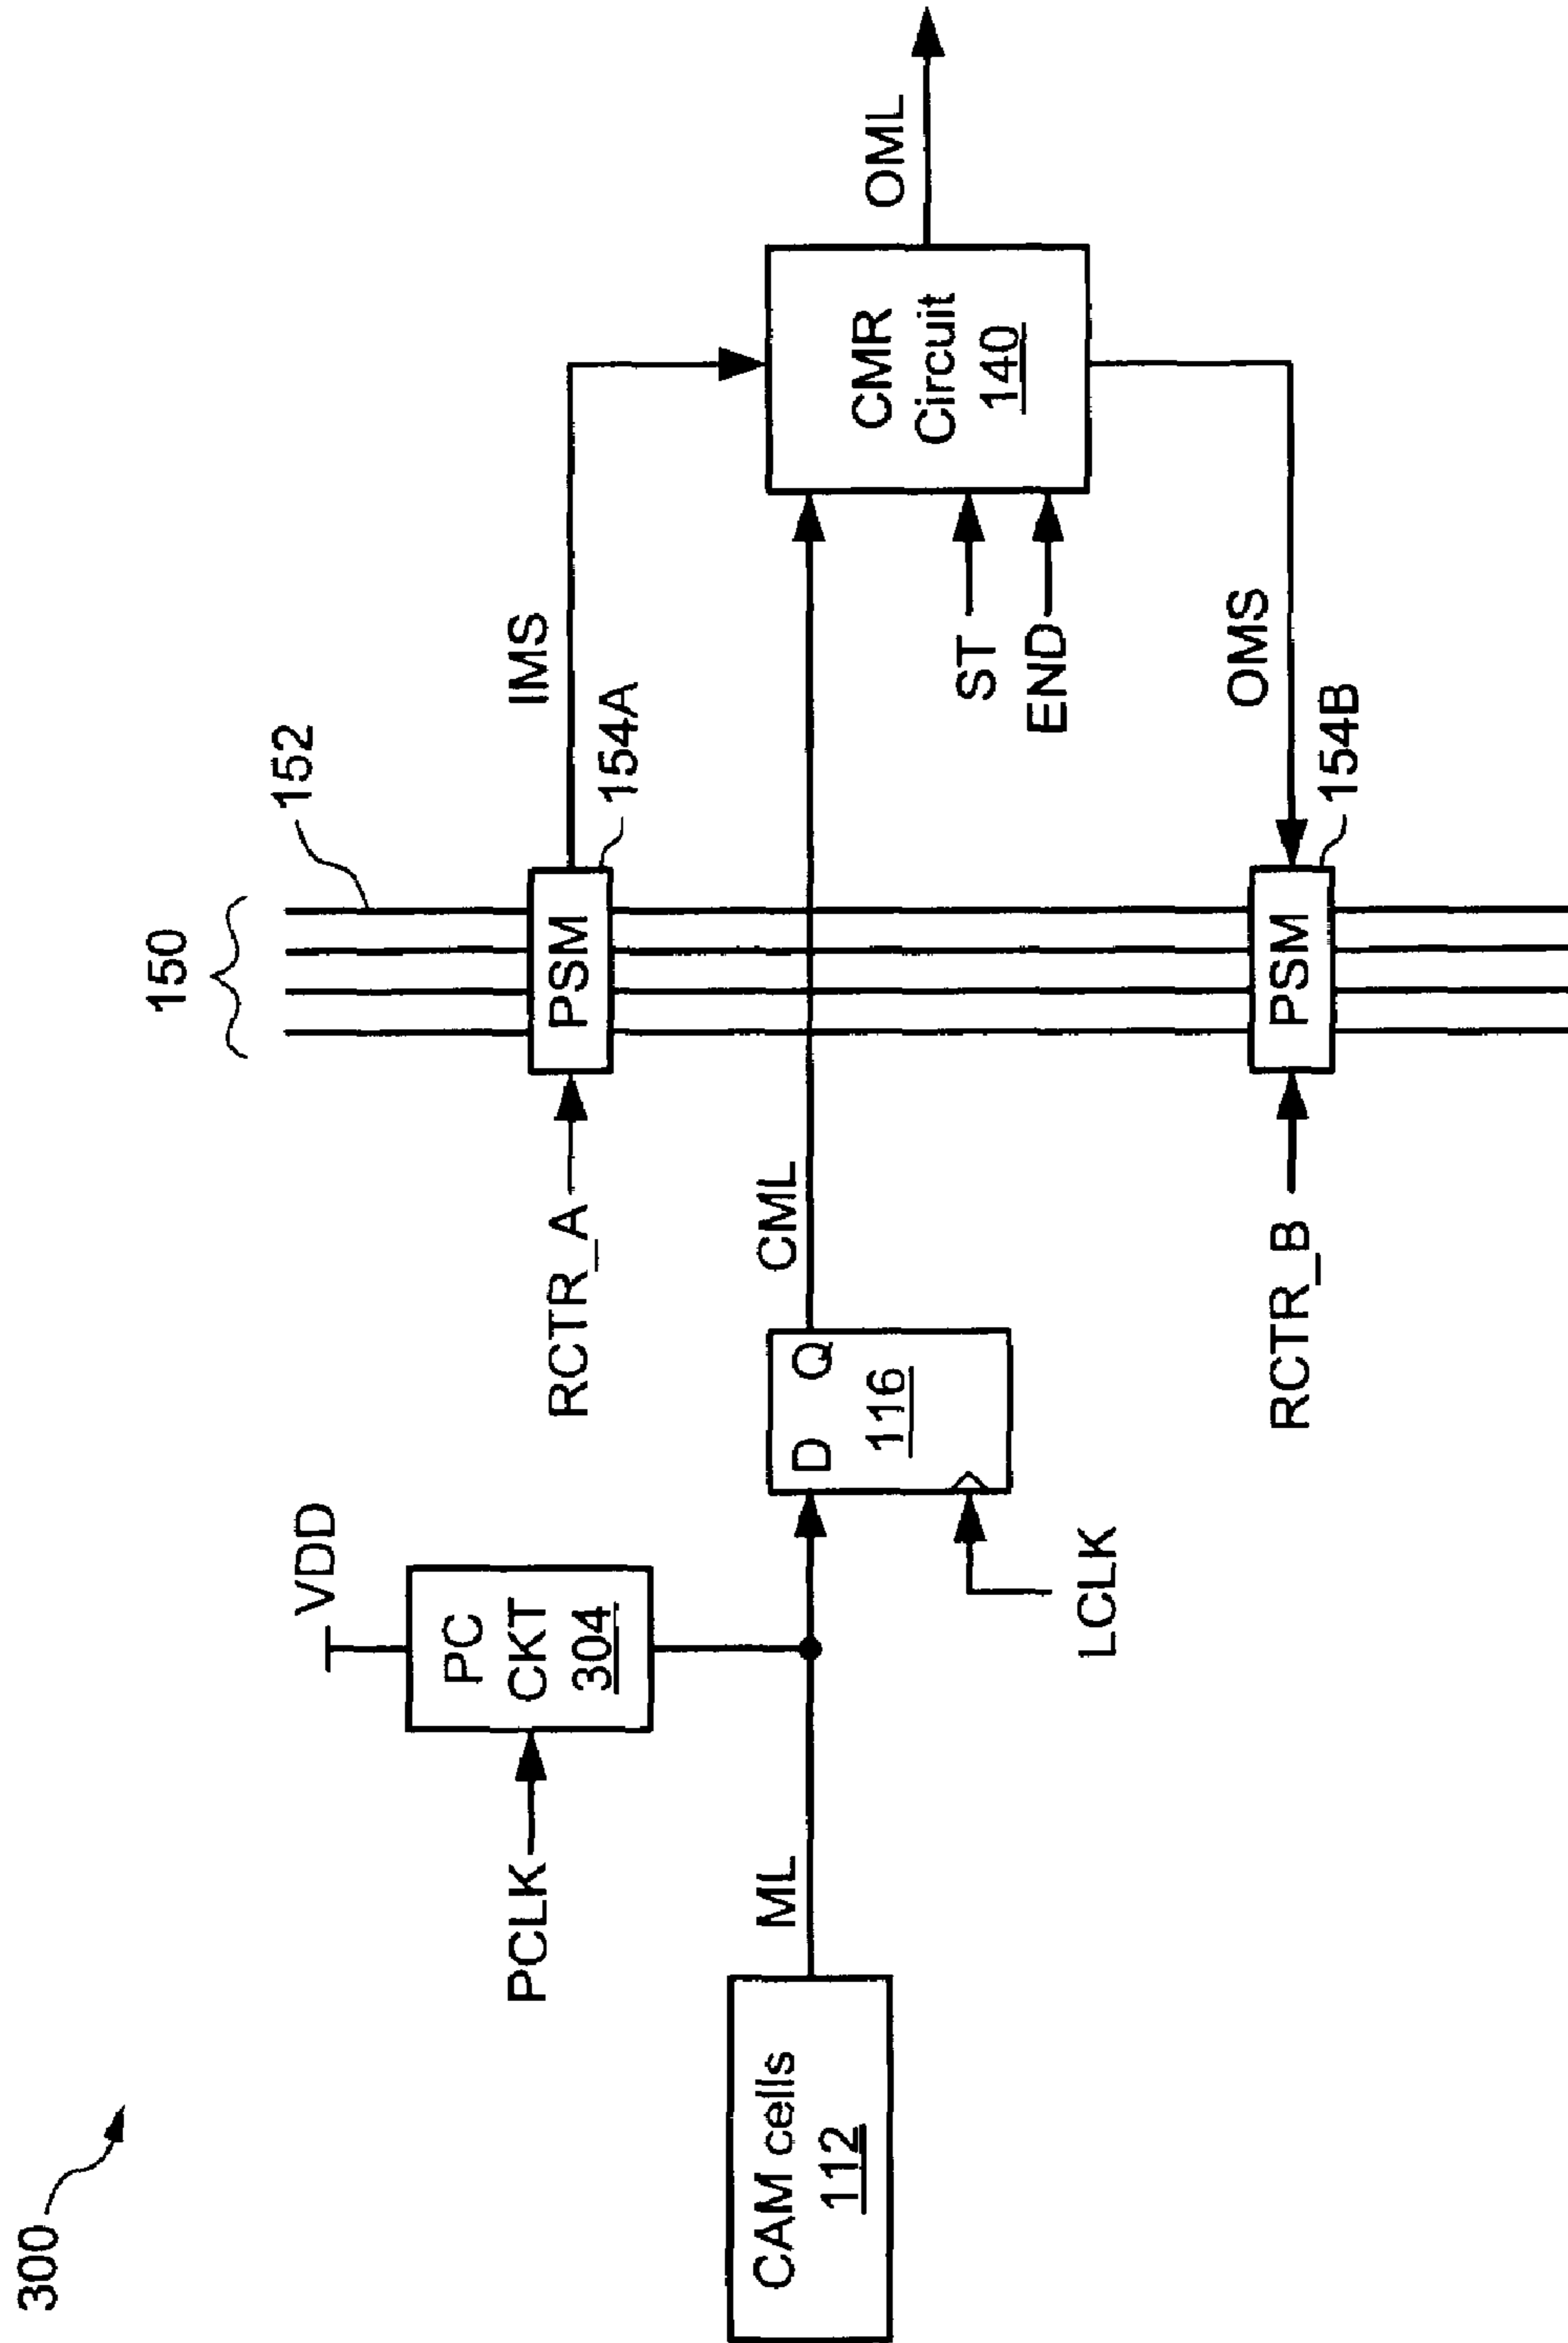 300
CAM cells
112
ML
PCLK
PC
CKT
304
VDD
D Q
116
LCLK
CML
RCTR_A
RCTR_B
150
152
PSM
154A
PSM
154B
IMS
ST
END
OMS
CMR
Circuit
140
OML